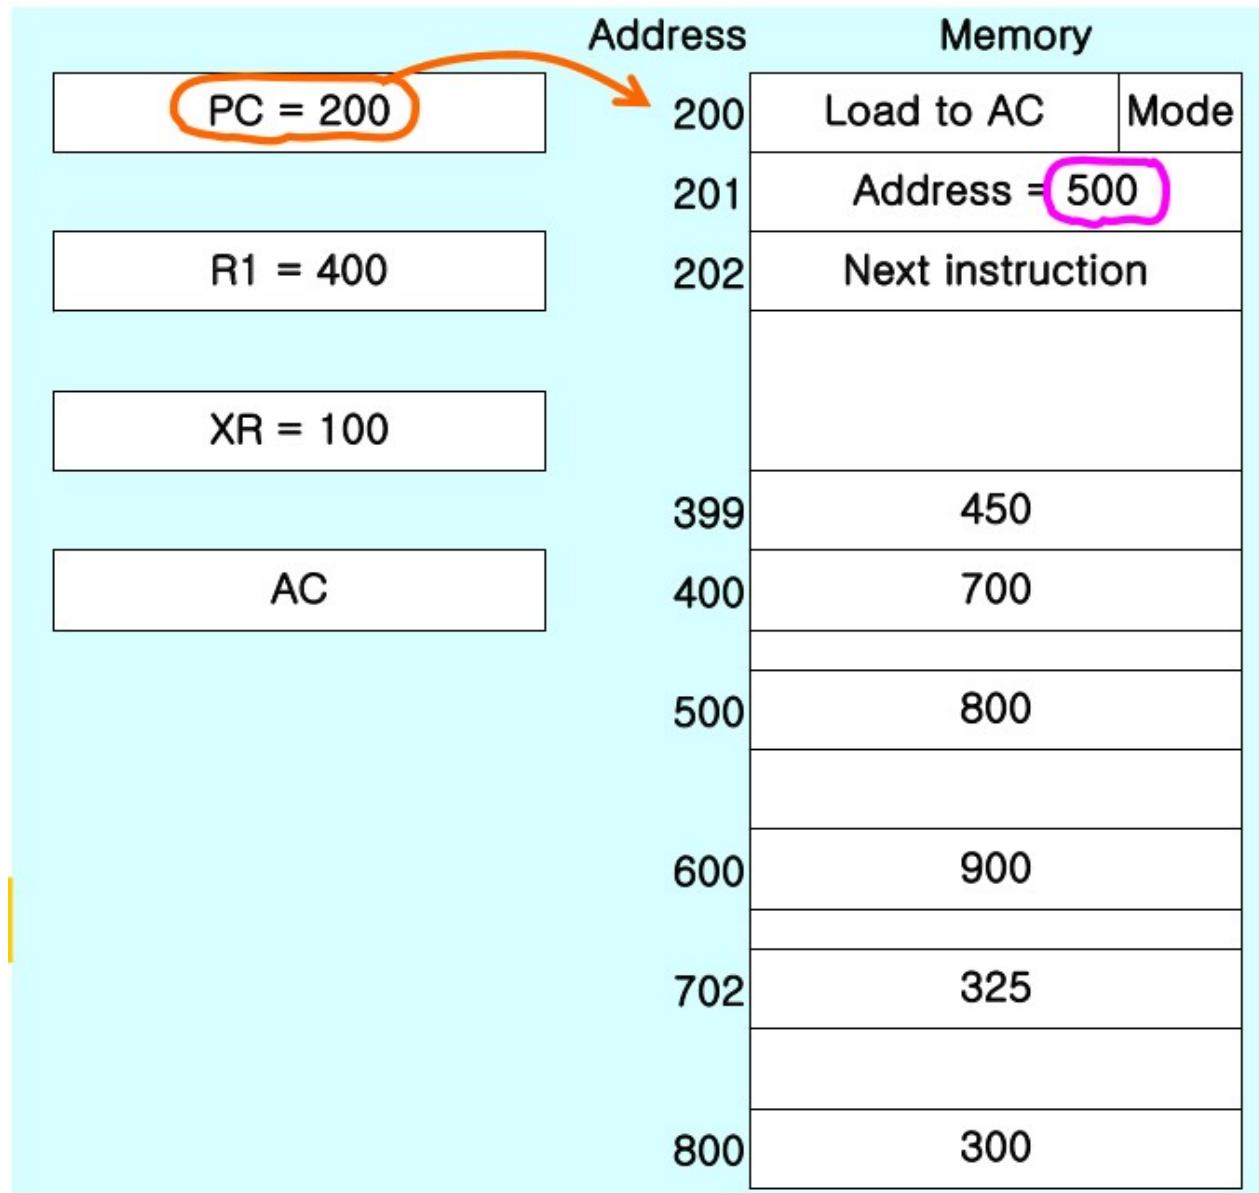 Address Memory
PC = 200
200 Load to AC Mode
201 Address = 500
R1 = 400
202 Next instruction
XR = 100
399 450
AC
400 700
500 800
600 900
702 325
800 300